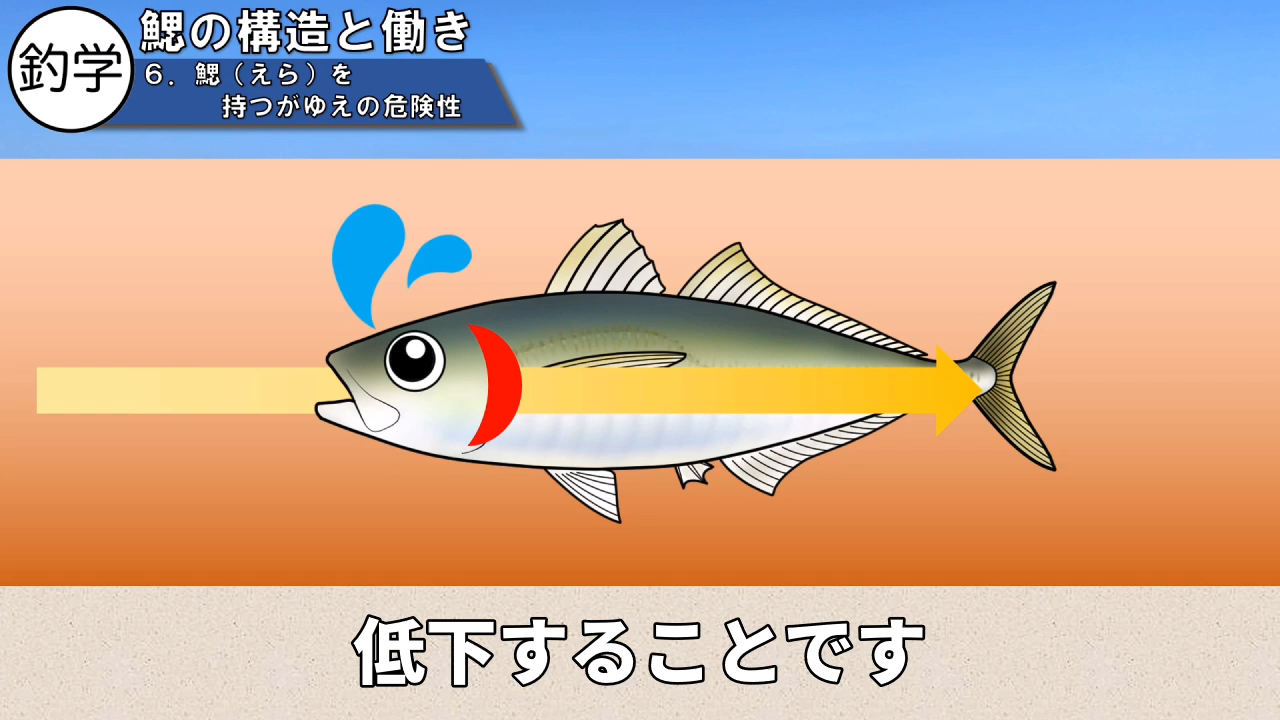 釣学
鰓の構造と働き
６．鰓（えら）を
持つがゆえの危険性
低下することです